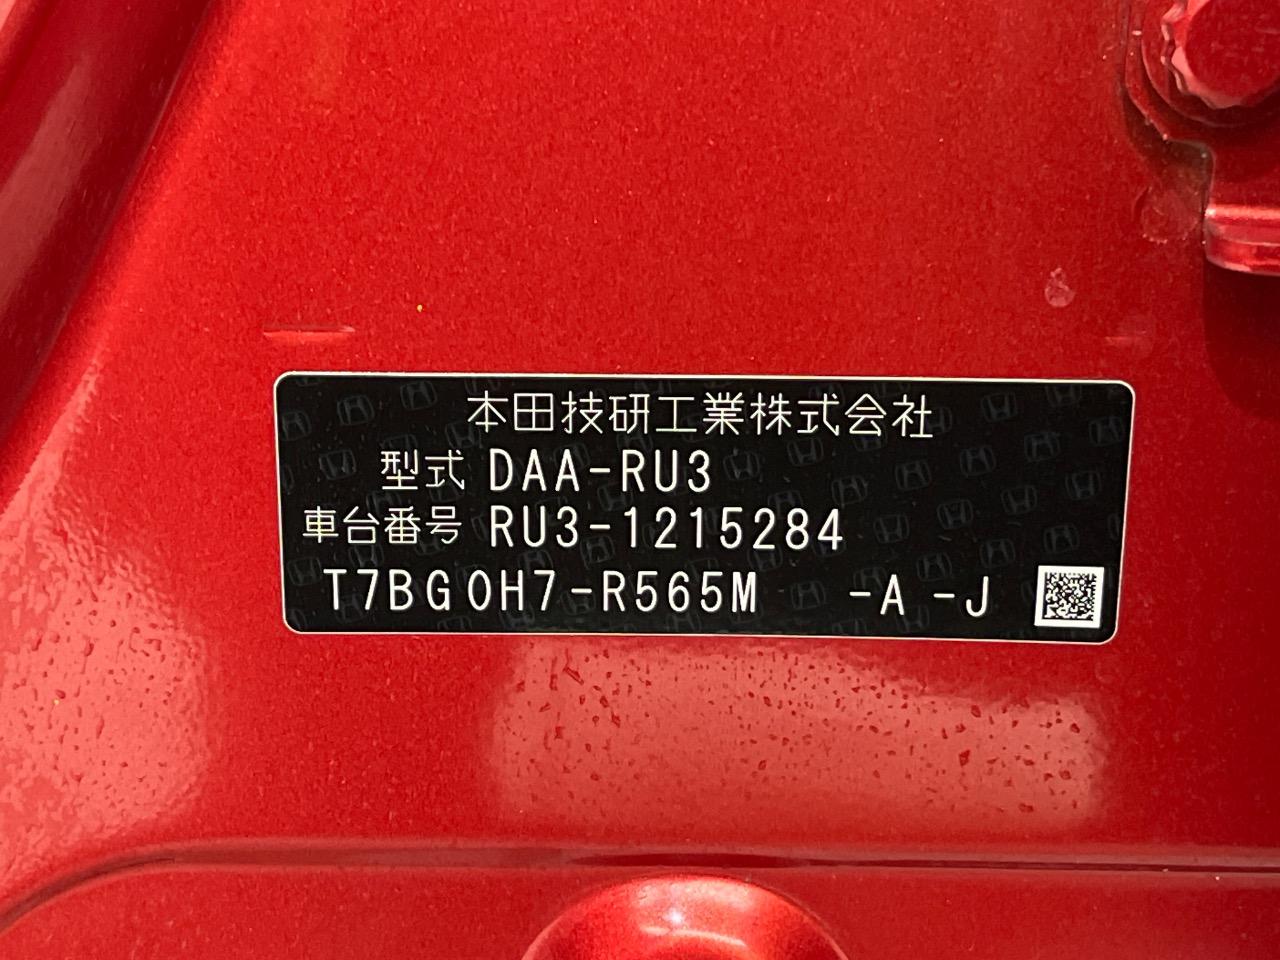 本田技研工業株式会社
型式 DAA-RU3
車台番号 RU3-1215284
T7BG0H7-R565M -A -J